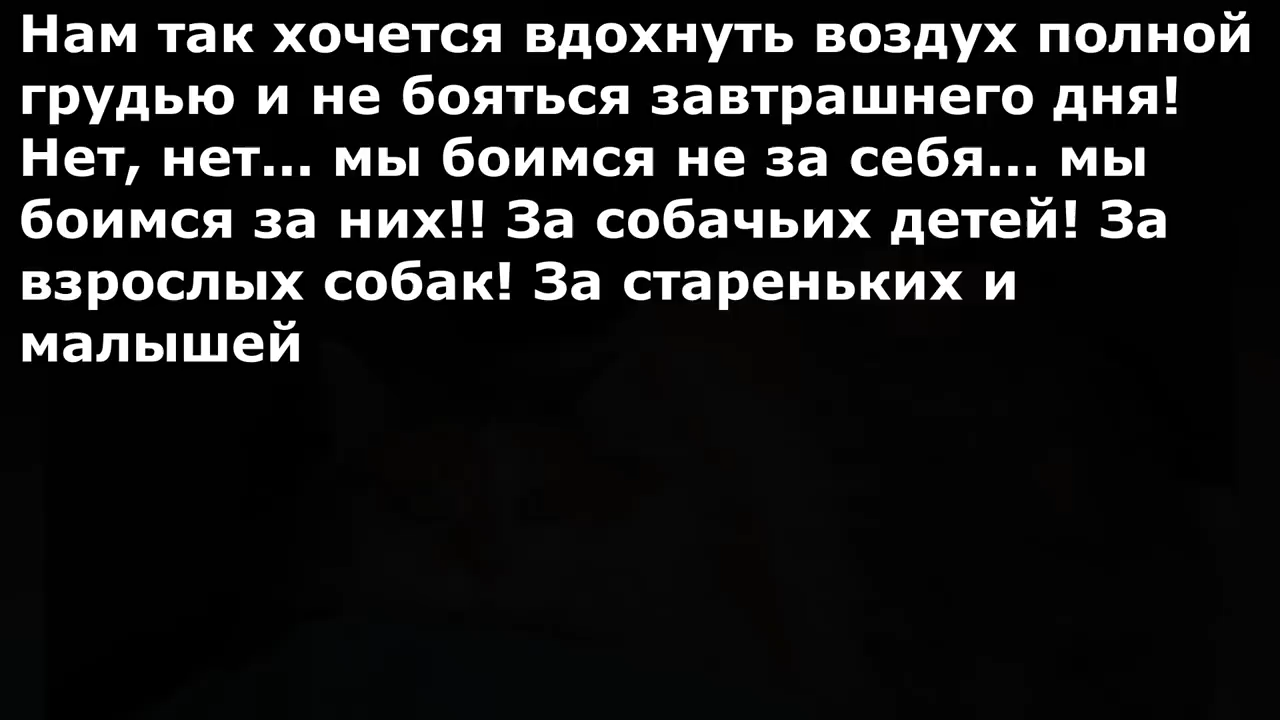 Нам так хочется вдохнуть воздух полной
грудью и не бояться завтрашнего дня!
Нет, нет... мы боимся не за себя... мы
боимся за них!! За собачьих детей! За
взрослых собак! За стареньких и
малышей